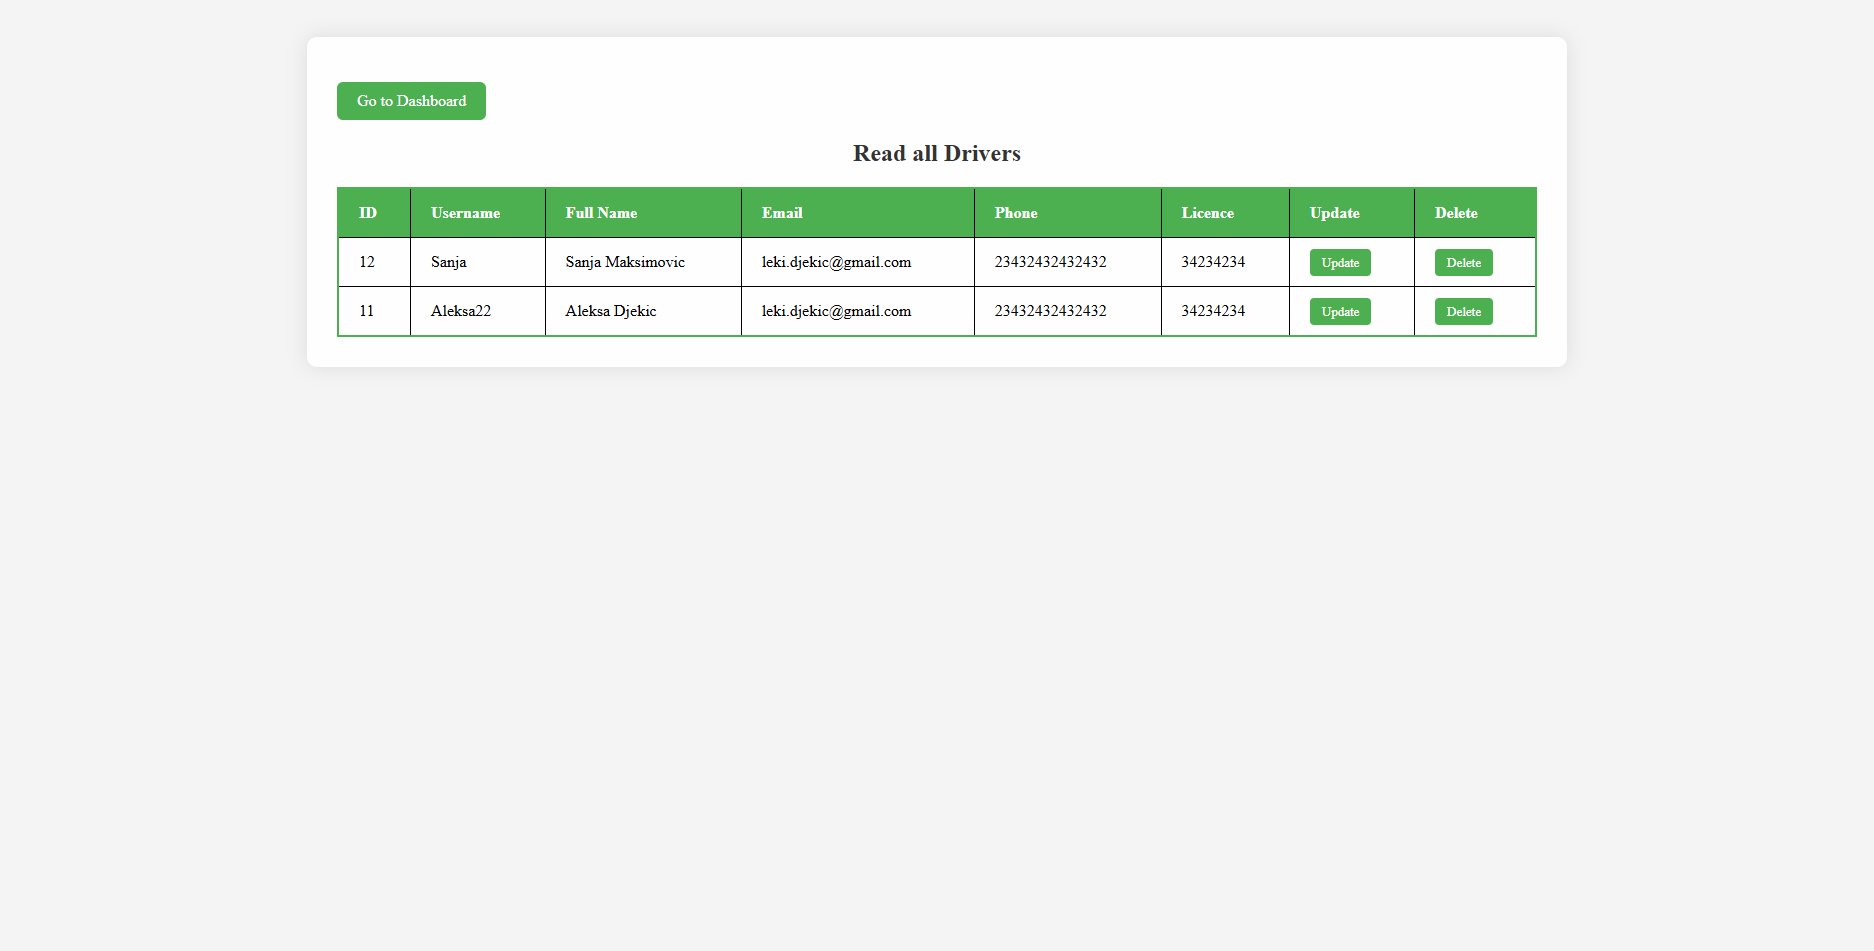 Go to Dashboard
Read all Drivers
ID Username Full Name Email Phone Licence Update Delete
12 Sanja Sanja Maksimovic leki.djekic@gmail.com 23432432432432 34234234 Update Delete
11 Aleksa22 Aleksa Djekic leki.djekic@gmail.com 23432432432432 34234234 Update Delete